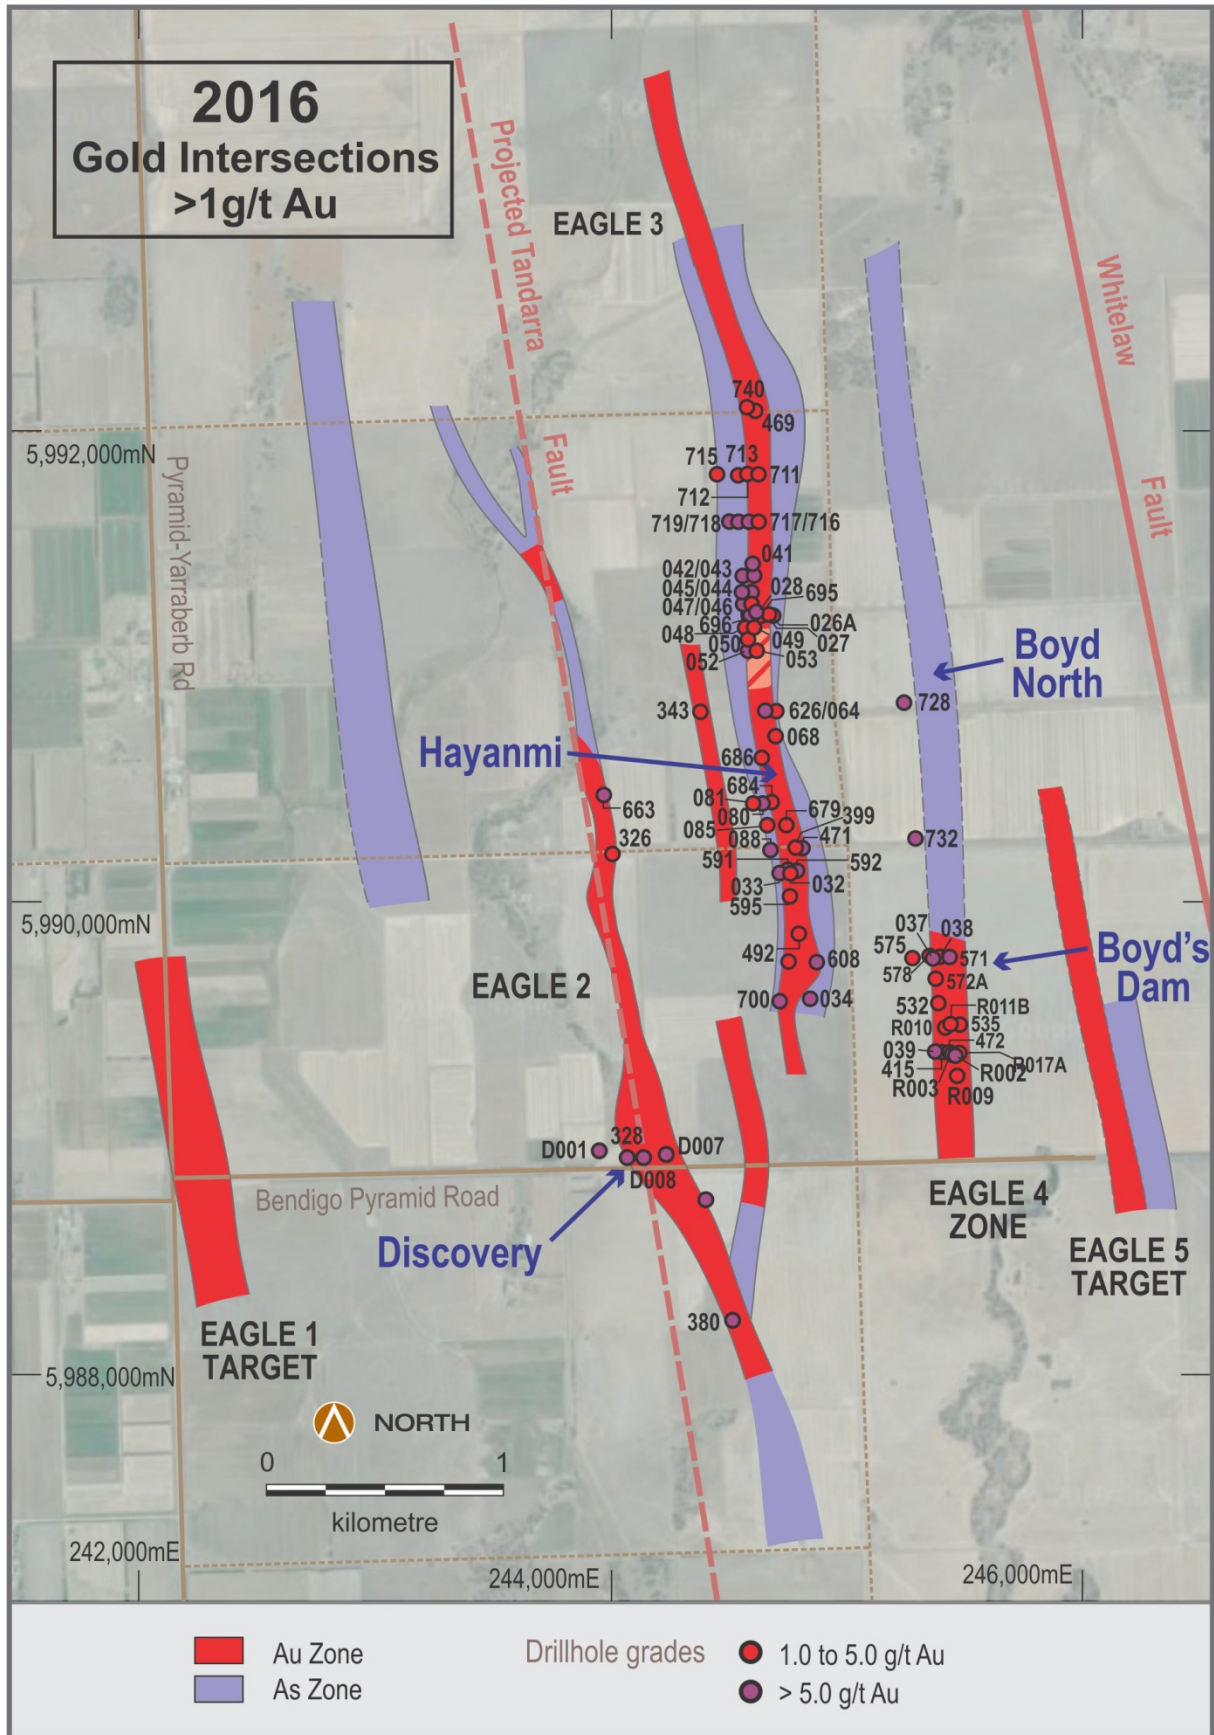 2016
Gold Intersections
>1g/t Au
Projected Tandarra
Fault
EAGLE 3
Whitelaw
Fault
5,992,000mN
Pyramid-Yarraberb Rd
740
469
715
713
711
712
719/718
717/716
041
042/043
045/044
028
695
047/046
026A
696
027
048
049
050
053
052
Boyd
North
728
343
626/064
068
Hayanmi
686
684
081
679
399
080
085
471
088
732
591
592
663
326
033
032
595
5,990,000mN
037
038
575
571
578
572A
Boyd's
Dam
492
608
EAGLE 2
700
034
532
R011B
R010
535
472
039
R017A
415
R002
R003
R009
D001
328
D007
D008
Bendigo Pyramid Road
Discovery
EAGLE 4
ZONE
EAGLE 5
TARGET
380
EAGLE 1
TARGET
5,988,000mN
NORTH
0
1
kilometre
242,000mE
244,000mE
246,000mE
Au Zone
As Zone
Drillhole grades
1.0 to 5.0 g/t Au
> 5.0 g/t Au